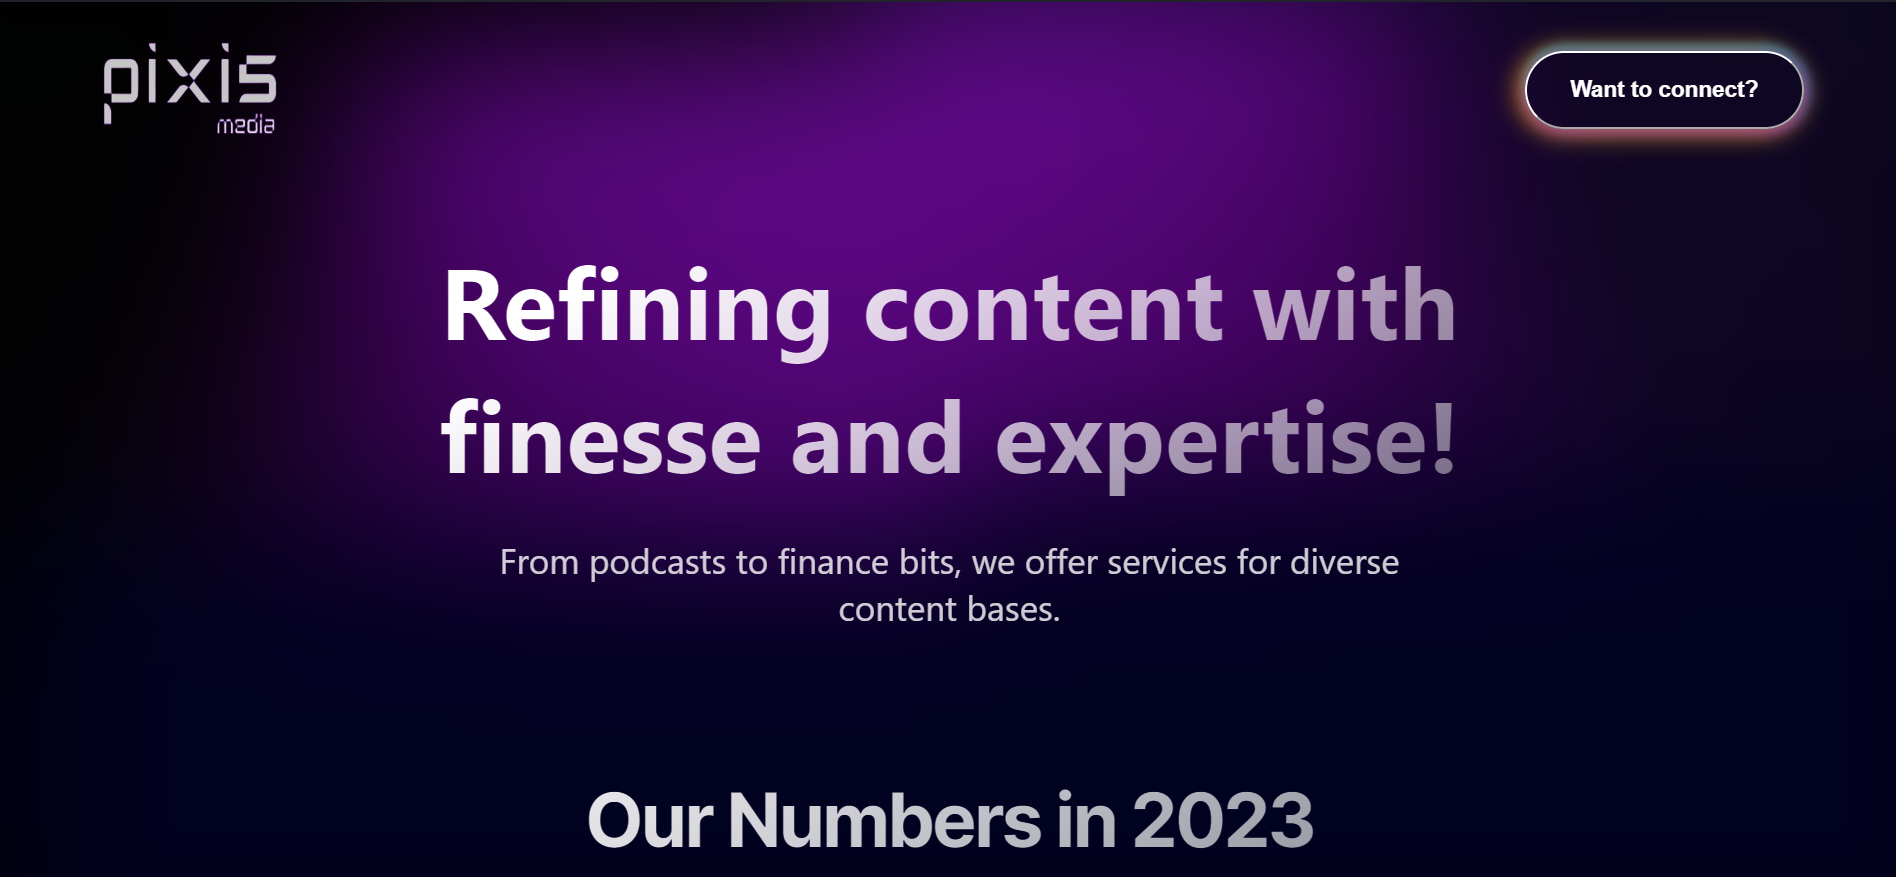 pixis
media
Want to connect?
Refining content with
finesse and expertise!
From podcasts to finance bits, we offer services for diverse
content bases.
Our Numbers in 2023